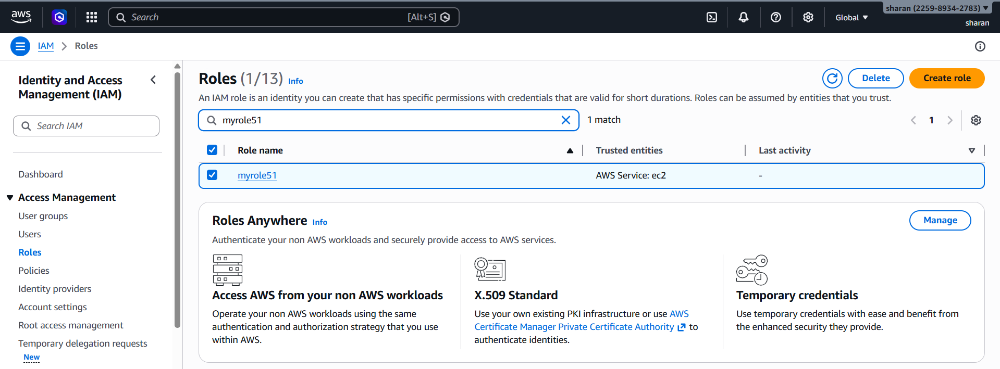 aws
Search
[Alt+S]
Global
sharan (2259-8934-2783)
sharan
IAM
Roles
Identity and Access
Management (IAM)
Search IAM
Dashboard
Access Management
User groups
Users
Roles
Policies
Identity providers
Account settings
Root access management
Temporary delegation requests
New
Roles (1/13) Info
Delete
Create role
An IAM role is an identity you can create that has specific permissions with credentials that are valid for short durations. Roles can be assumed by entities that you trust.
myrole51
1 match
1
Role name
Trusted entities
Last activity
myrole51
AWS Service: ec2
-
Roles Anywhere Info
Manage
Authenticate your non AWS workloads and securely provide access to AWS services.
Access AWS from your non AWS workloads
Operate your non AWS workloads using the same
authentication and authorization strategy that you use
within AWS.
X.509 Standard
Use your own existing PKI infrastructure or use AWS
Certificate Manager Private Certificate Authority to
authenticate identities.
Temporary credentials
Use temporary credentials with ease and benefit from
the enhanced security they provide.